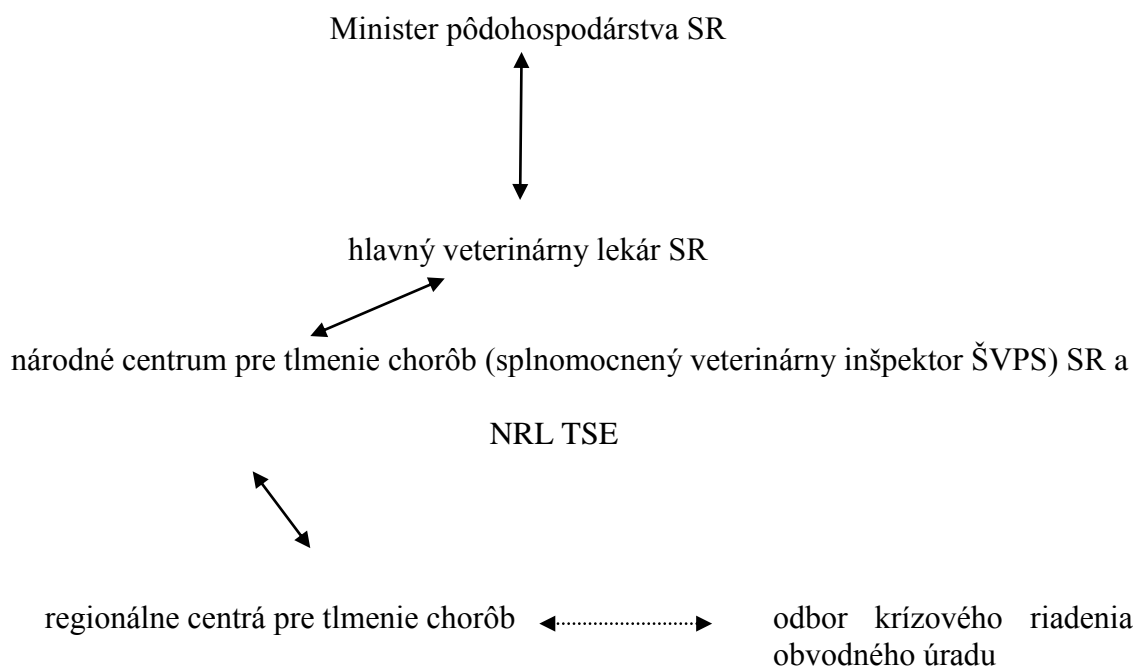 Minister pôdohospodárstva SR
hlavný veterinárny lekár SR
národné centrum pre tlmenie chorôb (splnomocnený veterinárny inšpektor ŠVPS) SR a
NRL TSE
regionálne centrá pre tlmenie chorôb
odbor krízového riadenia
obvodného úradu